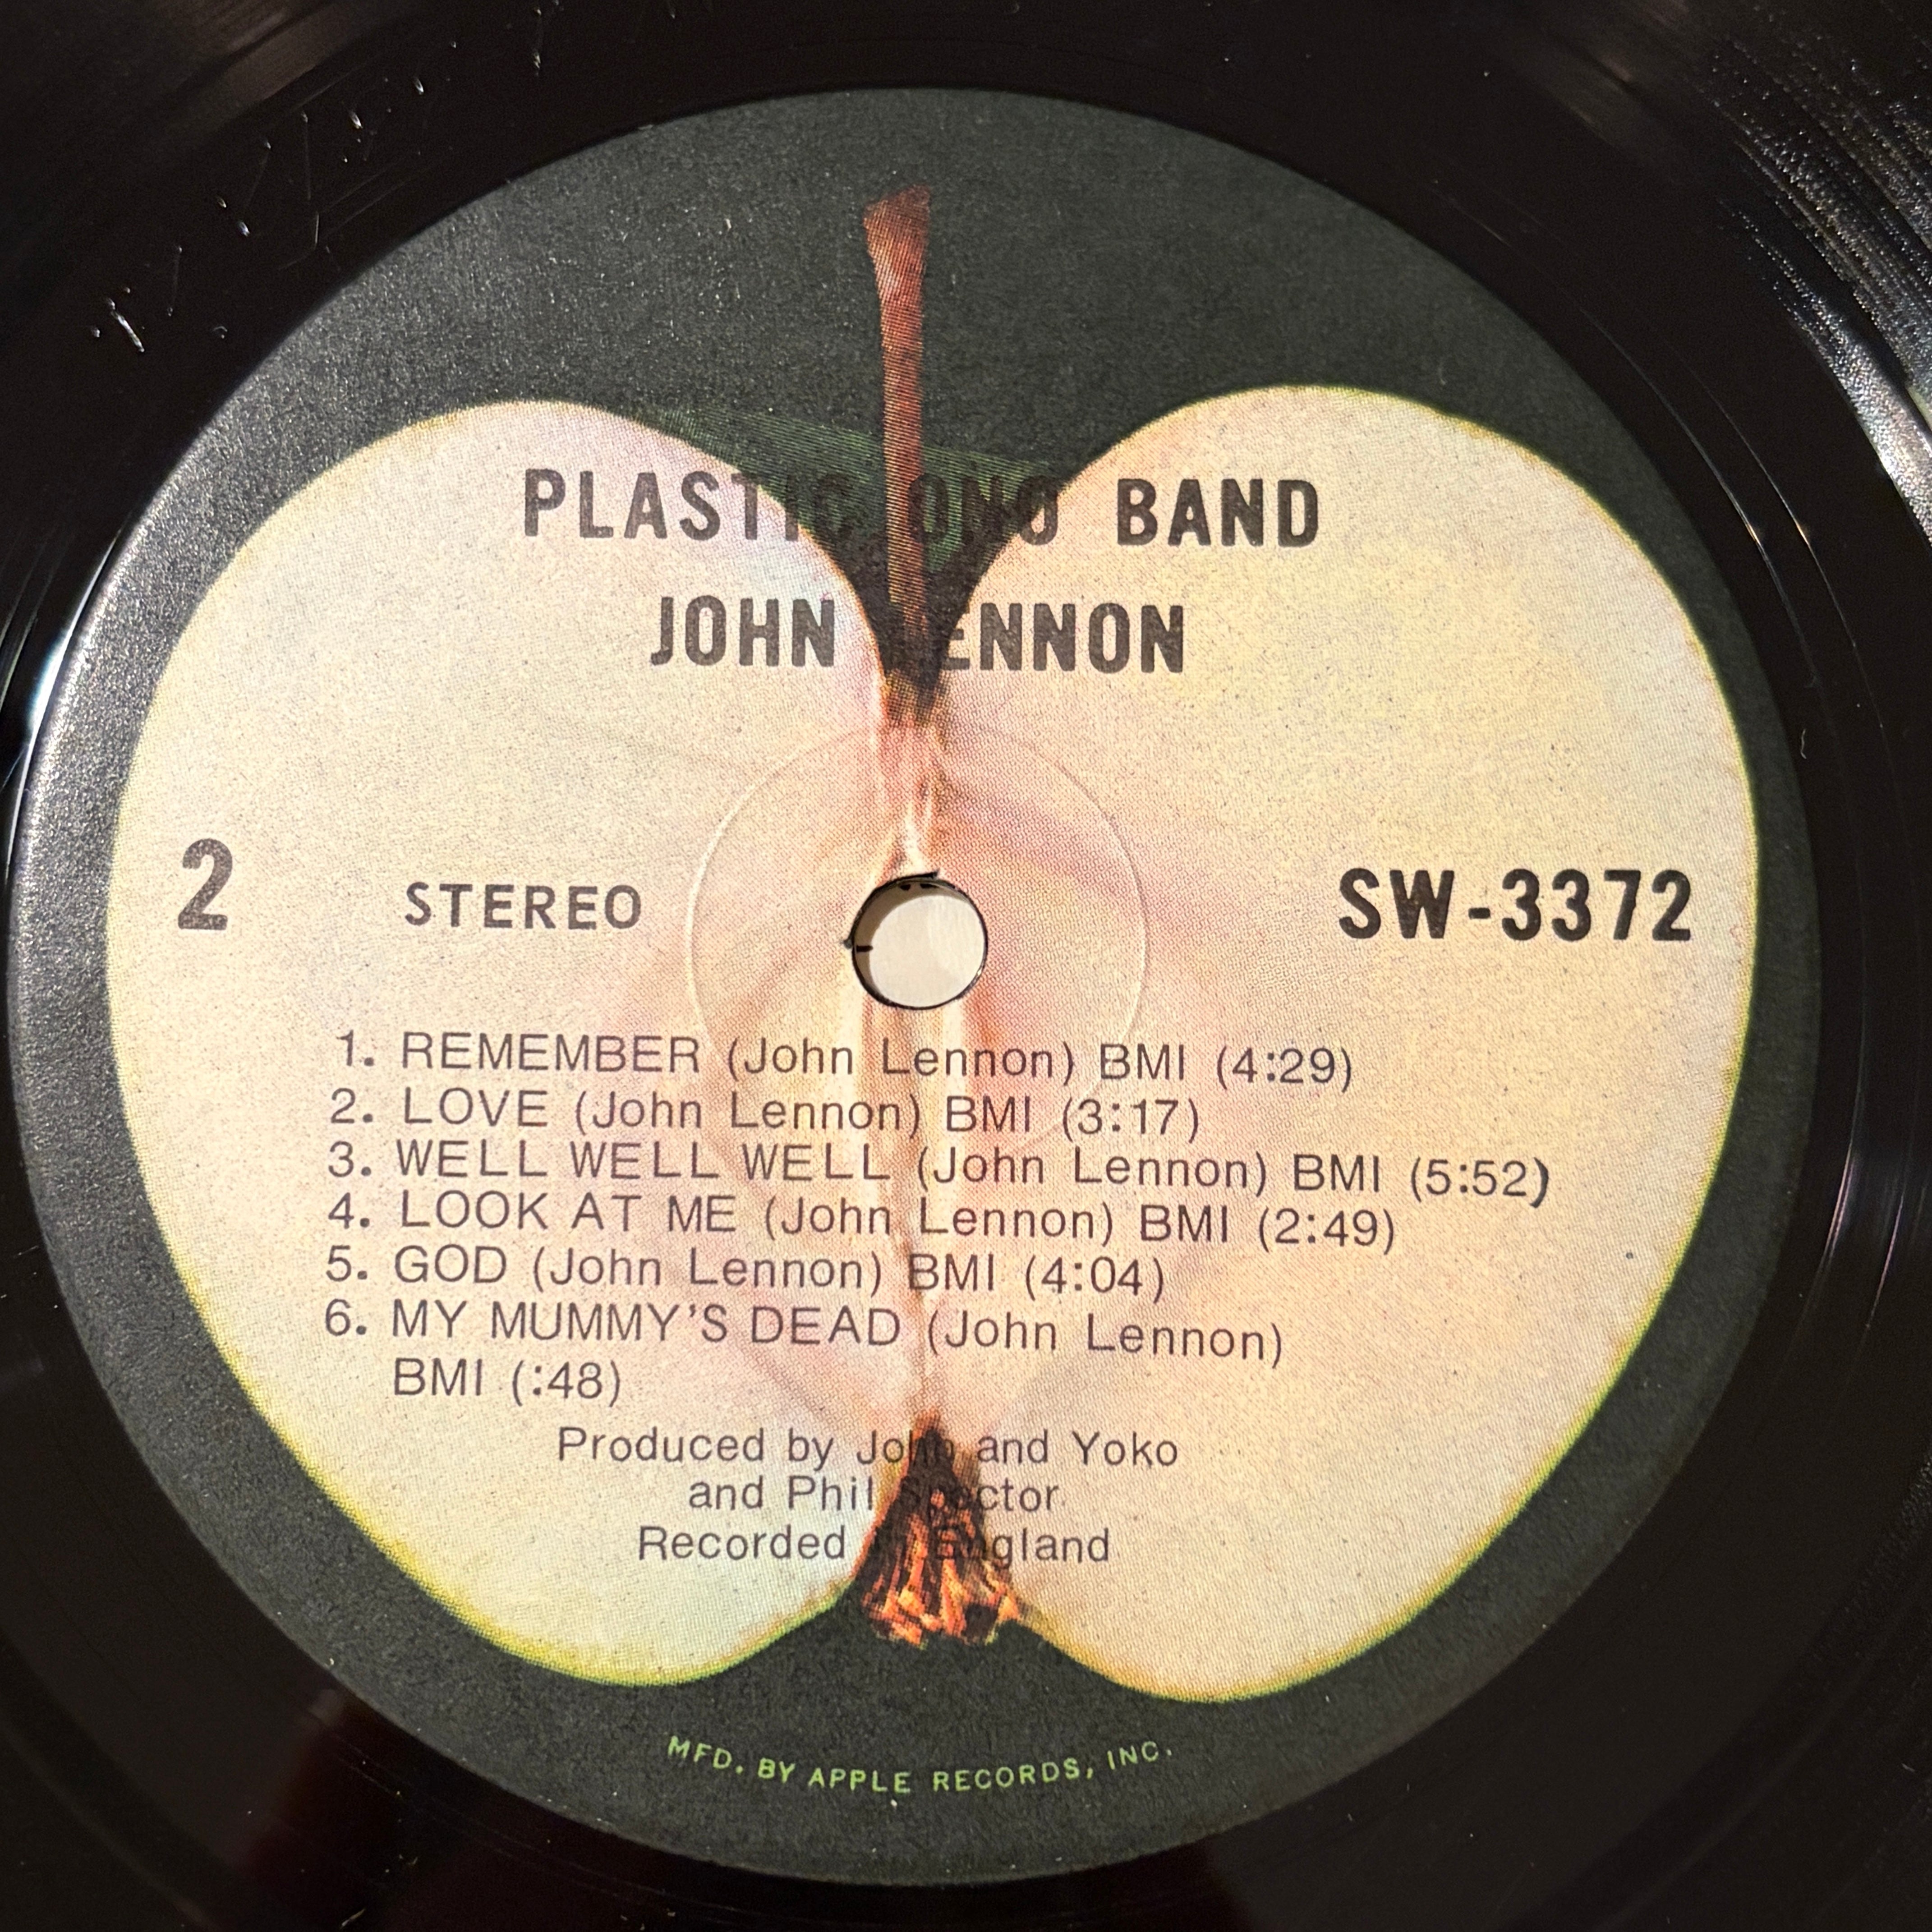 PLASTIC ONO BAND
JOHN LENNON
2 STEREO SW-3372
1. REMEMBER (John Lennon) BMI (4:29)
2. LOVE (John Lennon) BMI (3:17)
3. WELL WELL WELL (John Lennon) BMI (5:52)
4. LOOK AT ME (John Lennon) BMI (2:49)
5. GOD (John Lennon) BMI (4:04)
6. MY MUMMY'S DEAD (John Lennon)
BMI (:48)
Produced by John and Yoko
and Phil Spector
Recorded in England
MFD. BY APPLE RECORDS, INC.